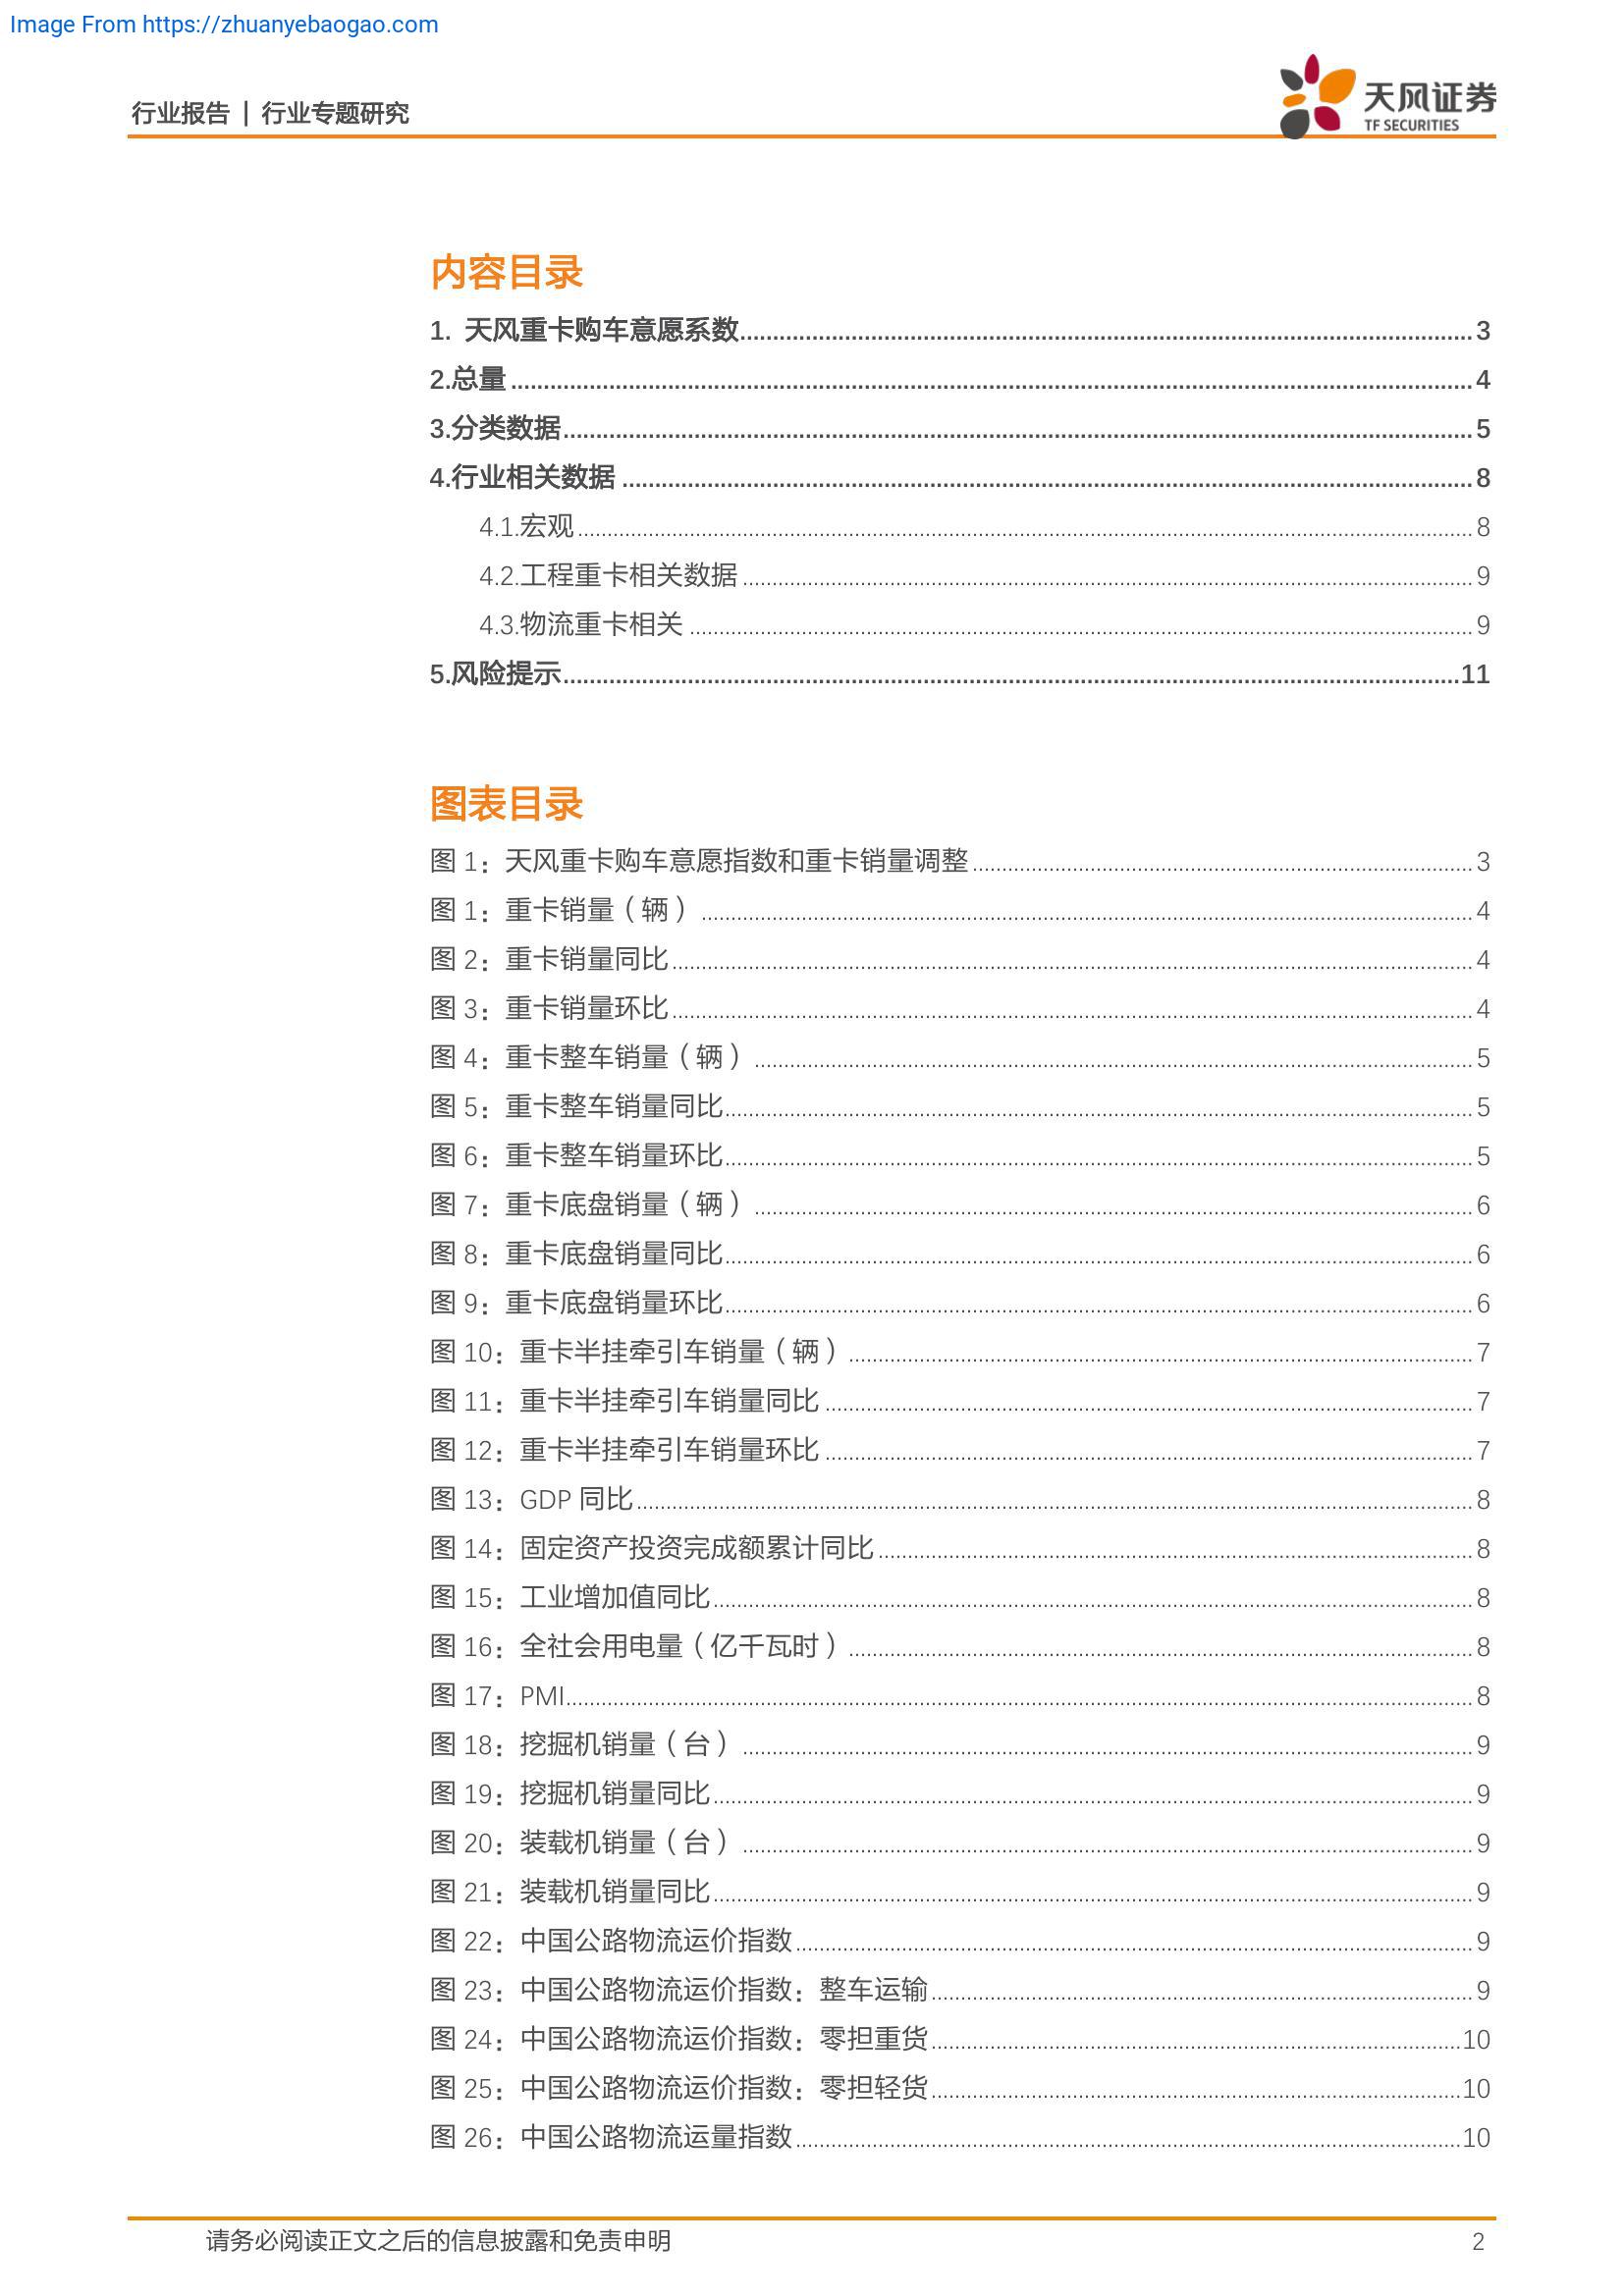 Image From https://zhuanyebaogao.com
行业报告 | 行业专题研究
天风证券
TF SECURITIES
内容目录
1. 天风重卡购车意愿系数 3
2.总量 4
3.分类数据 5
4.行业相关数据 8
4.1.宏观 8
4.2.工程重卡相关数据 9
4.3.物流重卡相关 9
5.风险提示 11
图表目录
图 1：天风重卡购车意愿指数和重卡销量调整 3
图 1：重卡销量（辆） 4
图 2：重卡销量同比 4
图 3：重卡销量环比 4
图 4：重卡整车销量（辆） 5
图 5：重卡整车销量同比 5
图 6：重卡整车销量环比 5
图 7：重卡底盘销量（辆） 6
图 8：重卡底盘销量同比 6
图 9：重卡底盘销量环比 6
图 10：重卡半挂牵引车销量（辆） 7
图 11：重卡半挂牵引车销量同比 7
图 12：重卡半挂牵引车销量环比 7
图 13：GDP 同比 8
图 14：固定资产投资完成额累计同比 8
图 15：工业增加值同比 8
图 16：全社会用电量（亿千瓦时） 8
图 17：PMI 8
图 18：挖掘机销量（台） 9
图 19：挖掘机销量同比 9
图 20：装载机销量（台） 9
图 21：装载机销量同比 9
图 22：中国公路物流运价指数 9
图 23：中国公路物流运价指数：整车运输 9
图 24：中国公路物流运价指数：零担重货 10
图 25：中国公路物流运价指数：零担轻货 10
图 26：中国公路物流运量指数 10
请务必阅读正文之后的信息披露和免责申明 2